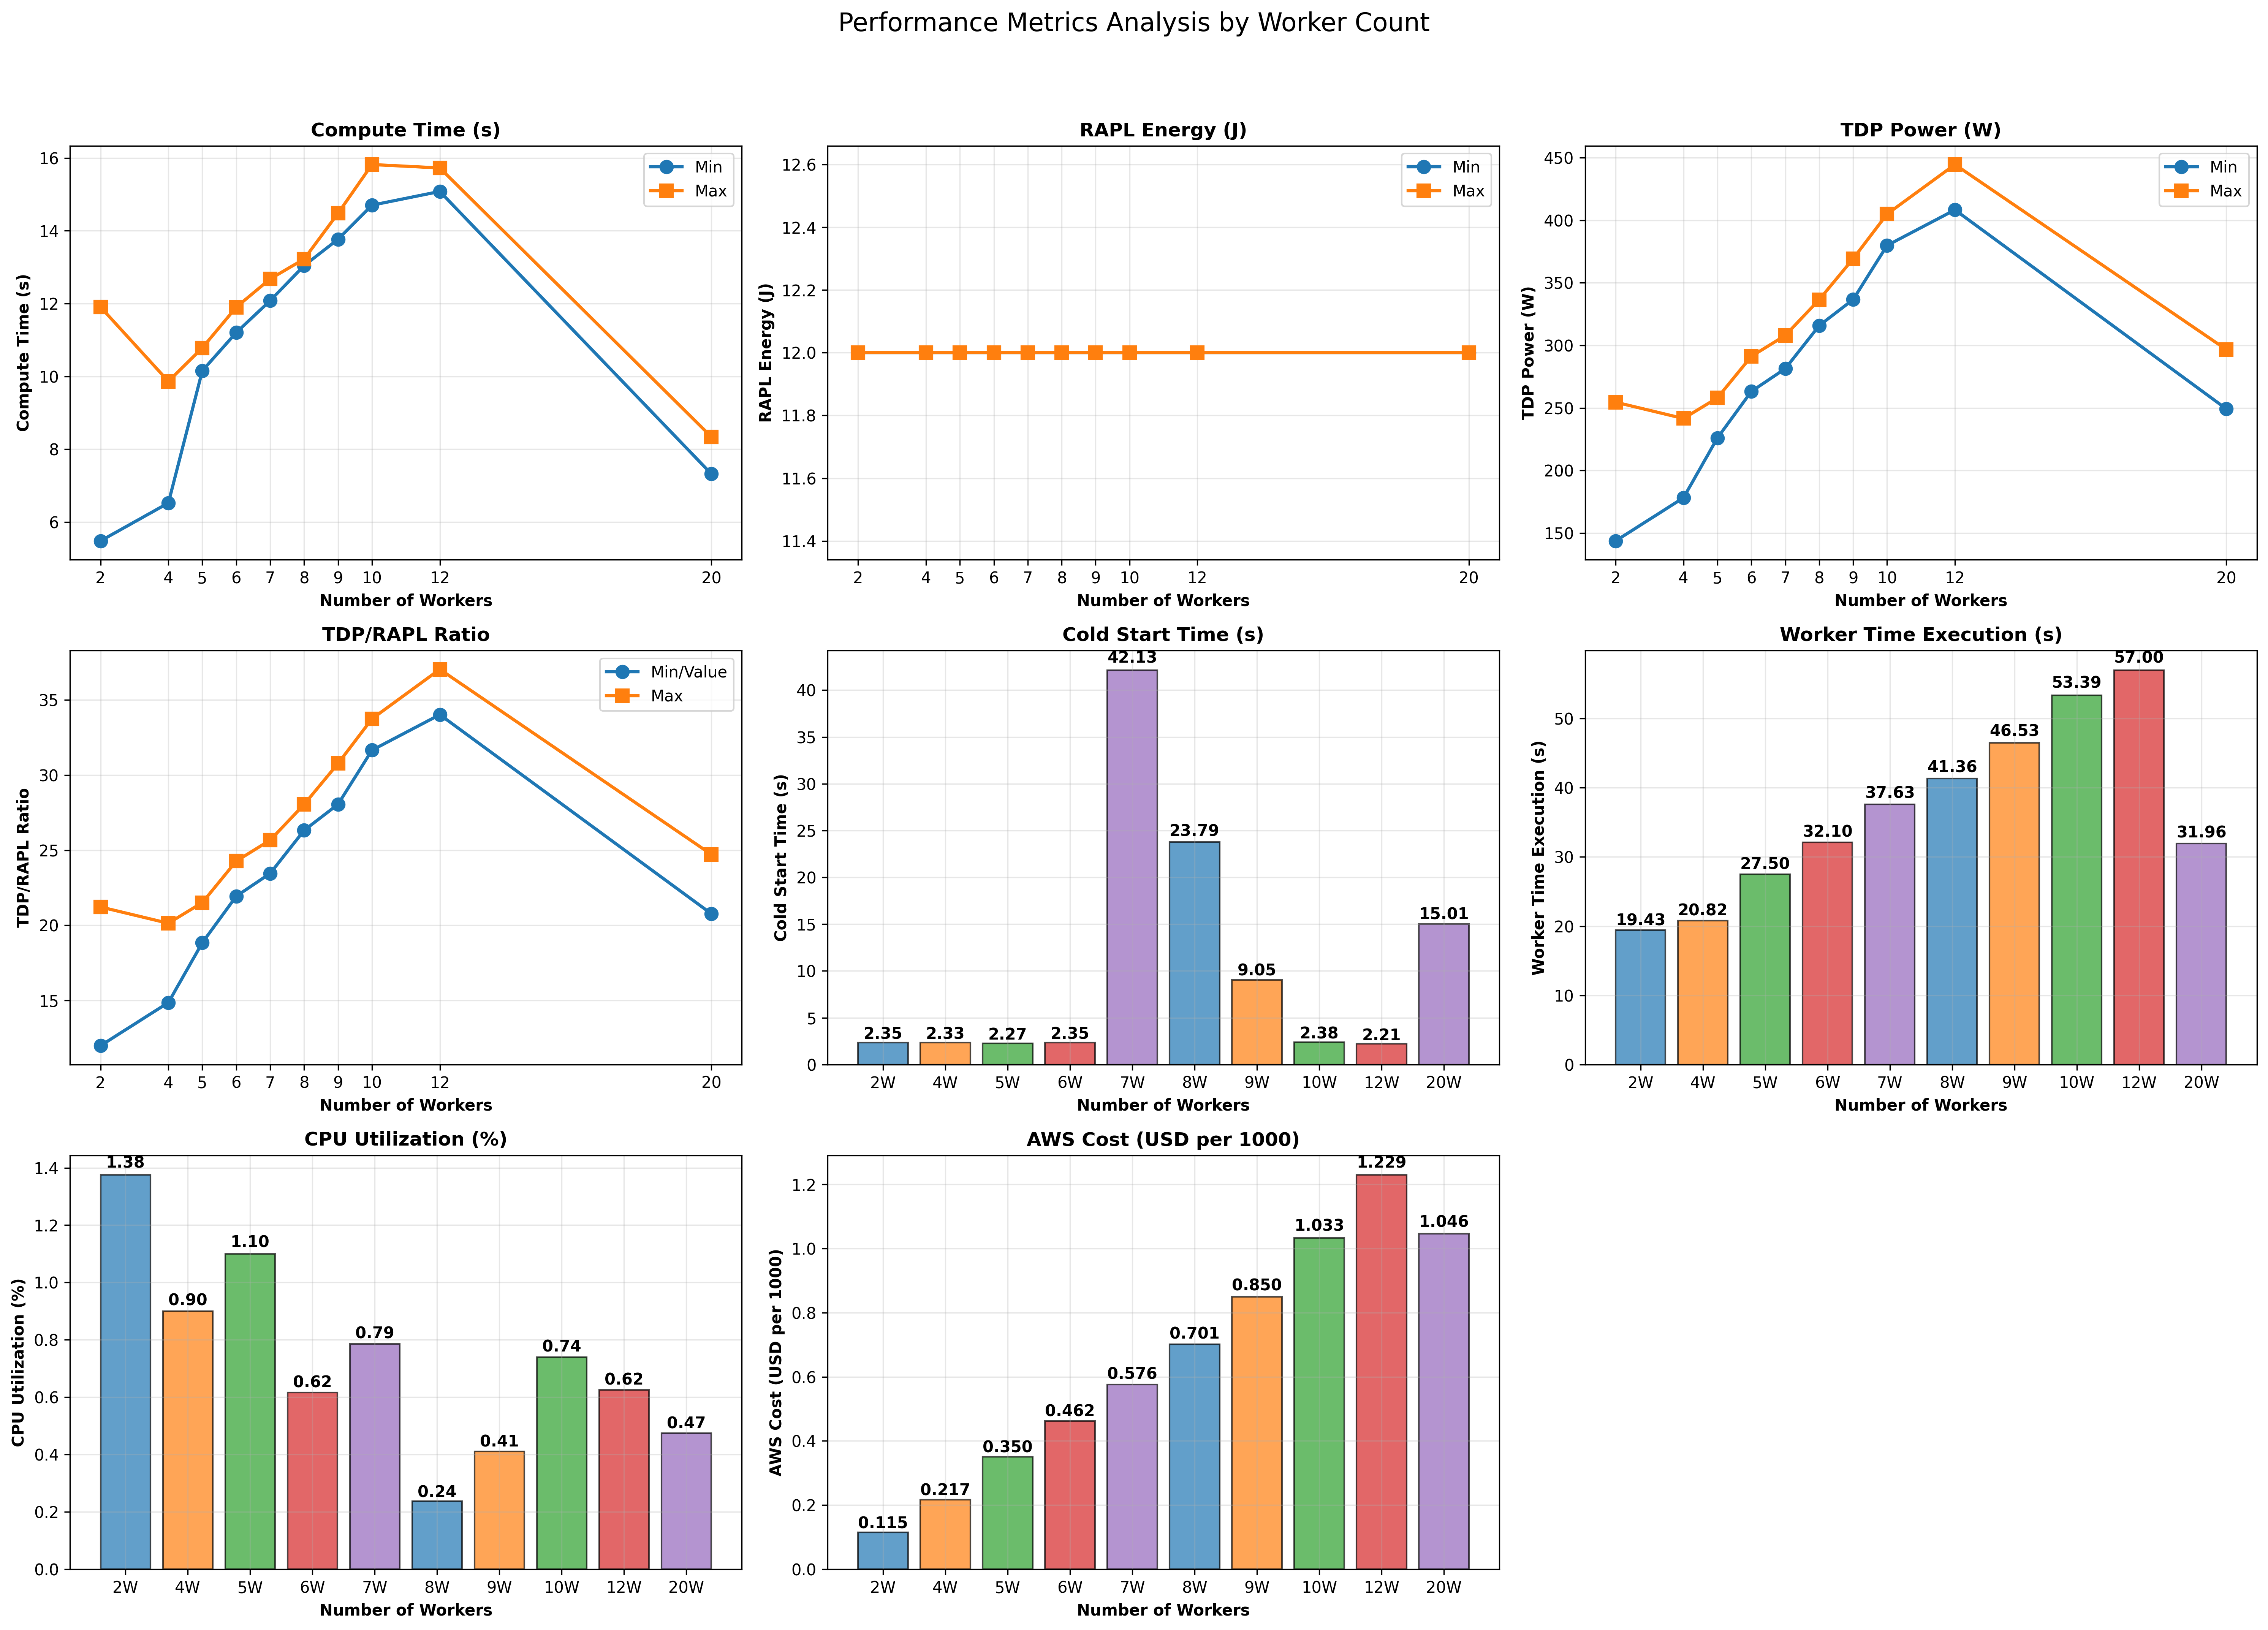 Performance Metrics Analysis by Worker Count
Compute Time (s)
Compute Time (s)
16
14
12
10
8
6
Min
Max
2 4 5 6 7 8 9 10 12 20
Number of Workers
RAPL Energy (J)
RAPL Energy (J)
12.6
12.4
12.2
12.0
11.8
11.6
11.4
Min
Max
2 4 5 6 7 8 9 10 12 20
Number of Workers
TDP Power (W)
TDP Power (W)
450
400
350
300
250
200
150
Min
Max
2 4 5 6 7 8 9 10 12 20
Number of Workers
TDP/RAPL Ratio
TDP/RAPL Ratio
35
30
25
20
15
Min/Value
Max
2 4 5 6 7 8 9 10 12 20
Number of Workers
Cold Start Time (s)
Cold Start Time (s)
40
35
30
25
20
15
10
5
0
2.35 2.33 2.27 2.35 42.13 23.79 9.05 2.38 2.21 15.01
2W 4W 5W 6W 7W 8W 9W 10W 12W 20W
Number of Workers
Worker Time Execution (s)
Worker Time Execution (s)
50
40
30
20
10
0
19.43 20.82 27.50 32.10 37.63 41.36 46.53 53.39 57.00 31.96
2W 4W 5W 6W 7W 8W 9W 10W 12W 20W
Number of Workers
CPU Utilization (%)
CPU Utilization (%)
1.4
1.2
1.0
0.8
0.6
0.4
0.2
0.0
1.38 0.90 1.10 0.62 0.79 0.24 0.41 0.74 0.62 0.47
2W 4W 5W 6W 7W 8W 9W 10W 12W 20W
Number of Workers
AWS Cost (USD per 1000)
AWS Cost (USD per 1000)
1.2
1.0
0.8
0.6
0.4
0.2
0.0
0.115 0.217 0.350 0.462 0.576 0.701 0.850 1.033 1.229 1.046
2W 4W 5W 6W 7W 8W 9W 10W 12W 20W
Number of Workers